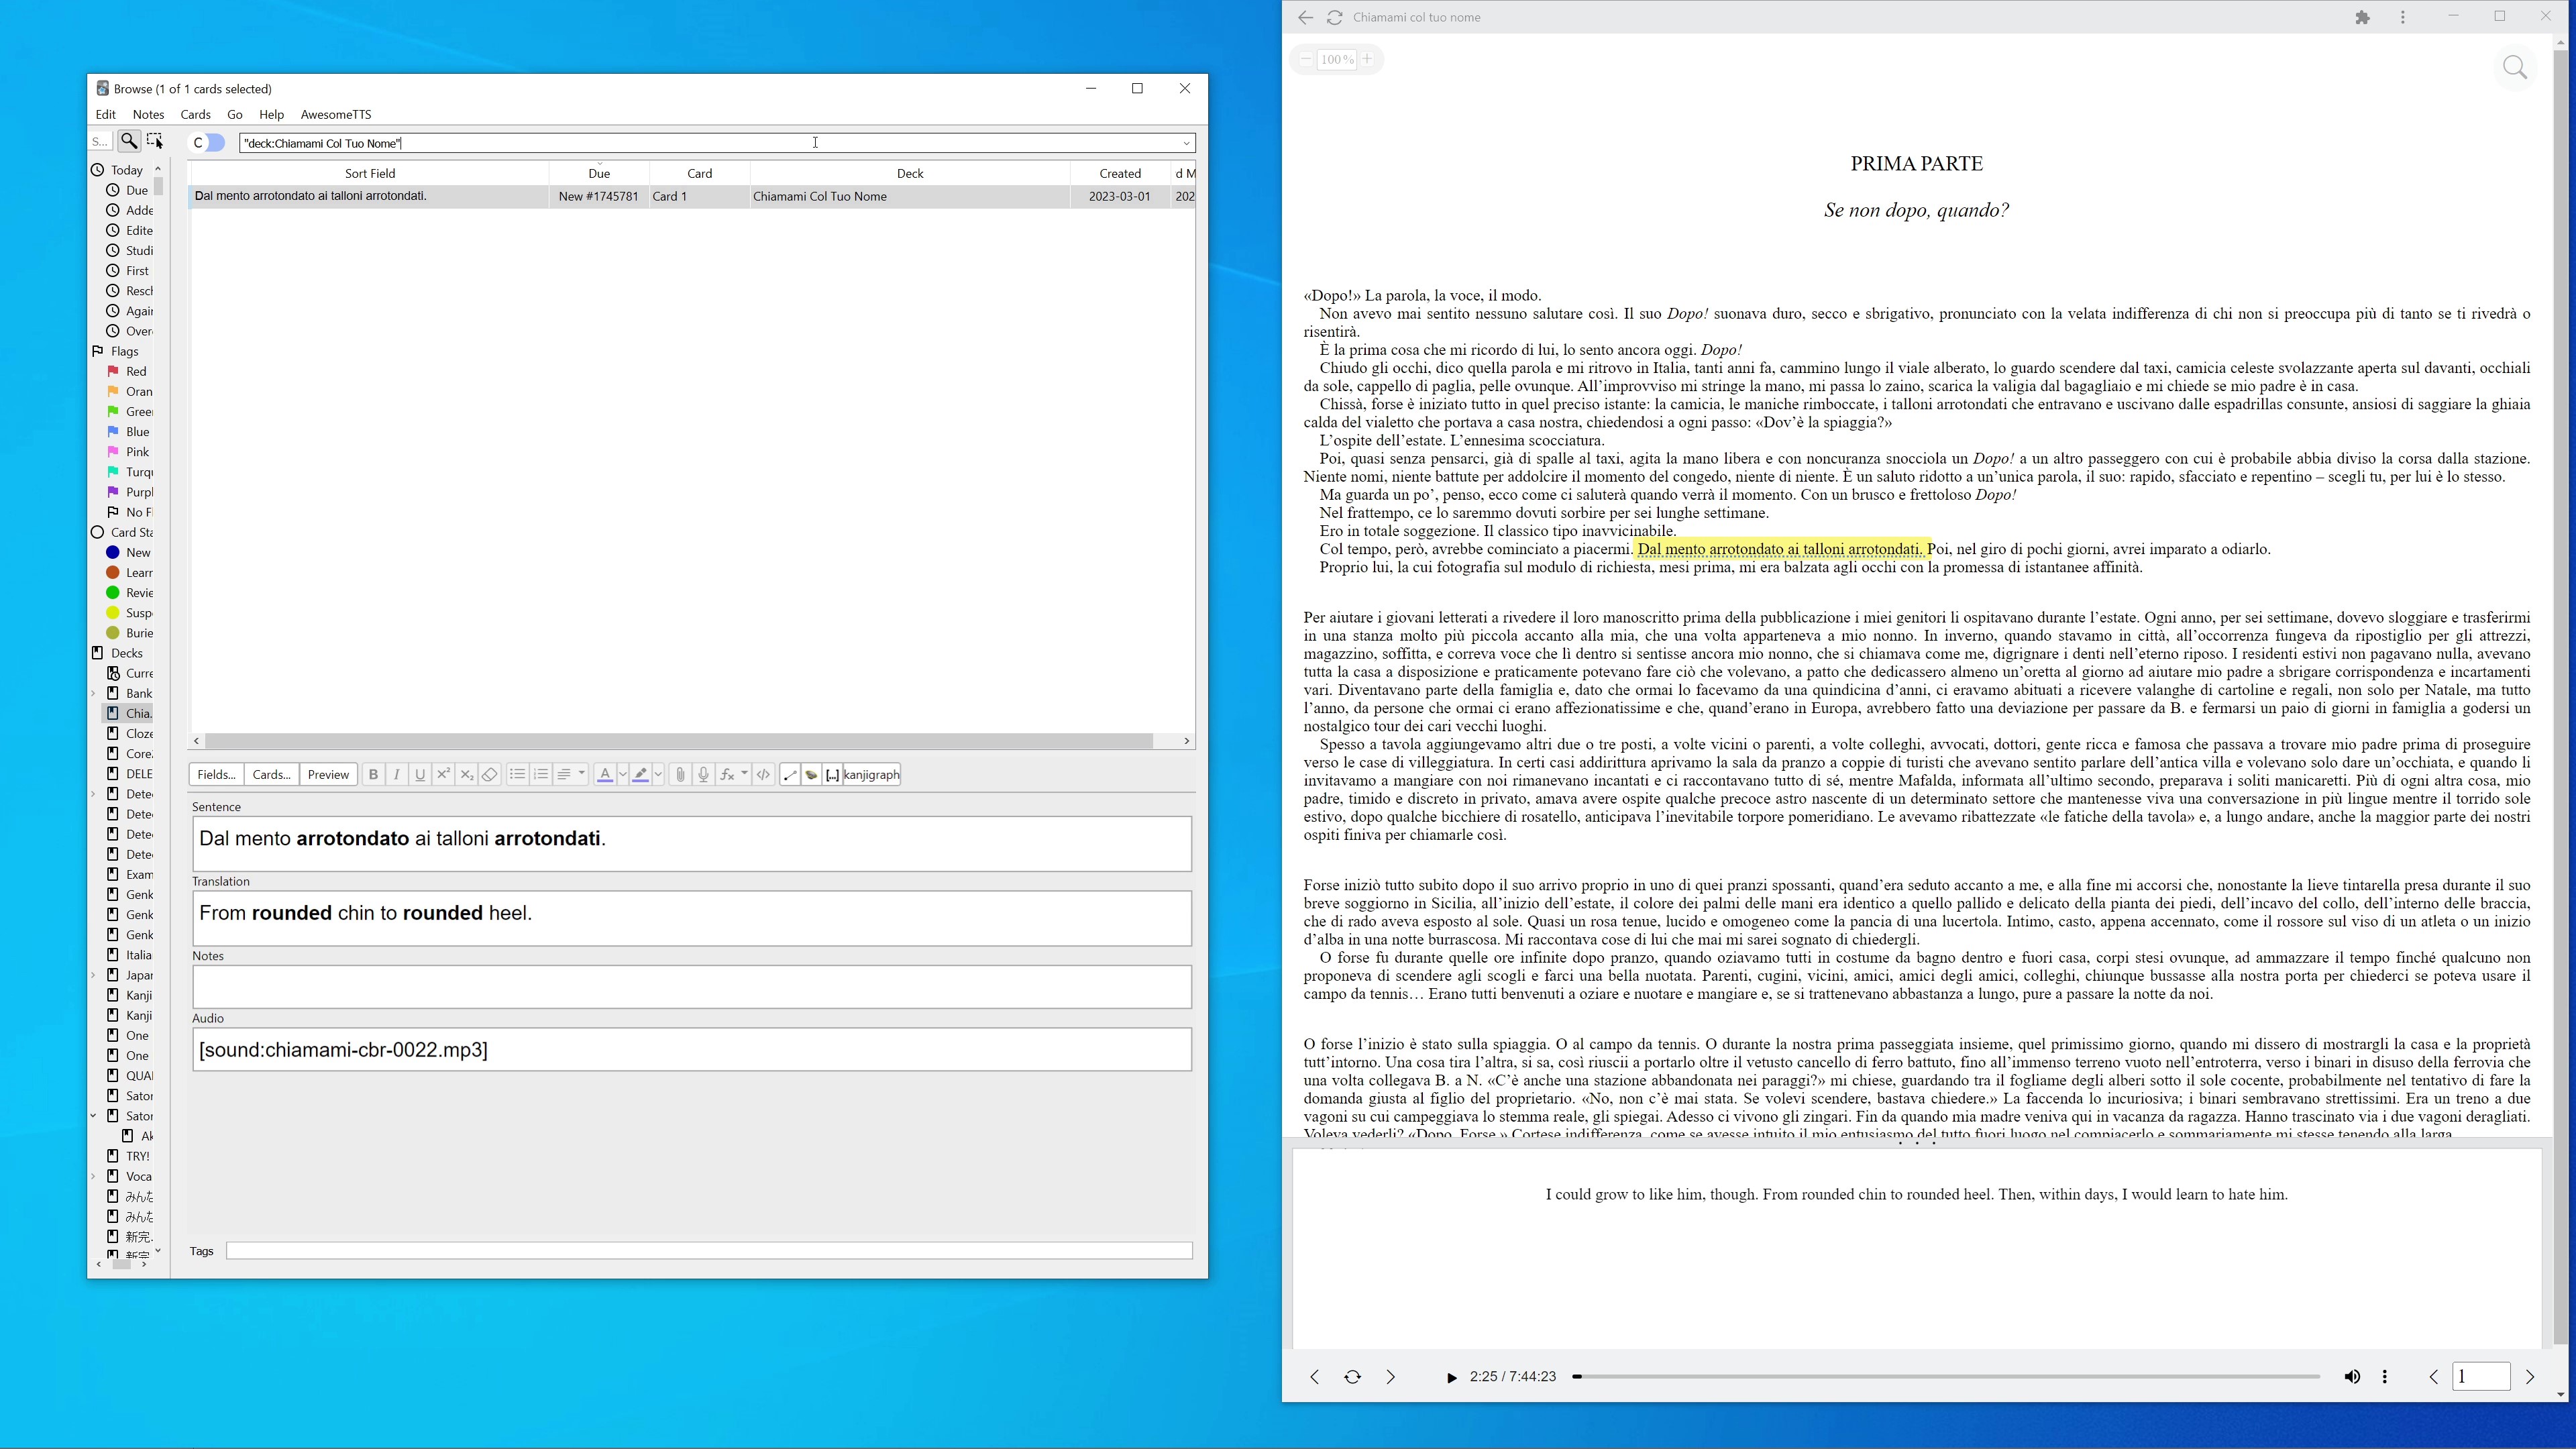 Browse (1 of 1 cards selected)
Edit Notes Cards Go Help AwesomeTTS
S... C "deck:Chiamami Col Tuo Nome"
Today
Due
Adde
Edite
Studi
First
Resch
Again
Over
Flags
Red
Oran
Green
Blue
Pink
Turqu
Purpl
No Fl
Card Sta
New
Learn
Revie
Susp
Burie
Decks
Curre
Bank
Chia.
Cloze
Core
DELE
Dete
Dete
Dete
Dete
Exam
Genk
Genk
Genk
Italia
Japar
Kanji
Kanji
One
One
QUAI
Sator
Sator
Ak
TRY!
Voca
みんな
みんな
新完
新完
Sort Field Due Card Deck Created d M
Dal mento arrotondato ai talloni arrotondati. New #1745781 Card 1 Chiamami Col Tuo Nome 2023-03-01 202
Fields... Cards... Preview B I U X² X₂ A fx </> [...] kanjigraph
Sentence
Dal mento arrotondato ai talloni arrotondati.
Translation
From rounded chin to rounded heel.
Notes
Audio
[sound:chiamami-cbr-0022.mp3]
Tags
Chiamami col tuo nome
100%
PRIMA PARTE
Se non dopo, quando?
«Dopo!» La parola, la voce, il modo.
Non avevo mai sentito nessuno salutare così. Il suo Dopo! suonava duro, secco e sbrigativo, pronunciato con la velata indifferenza di chi non si preoccupa più di tanto se ti rivedrà o
risentirà.
È la prima cosa che mi ricordo di lui, lo sento ancora oggi. Dopo!
Chiudo gli occhi, dico quella parola e mi ritrovo in Italia, tanti anni fa, cammino lungo il viale alberato, lo guardo scendere dal taxi, camicia celeste svolazzante aperta sul davanti, occhiali
da sole, cappello di paglia, pelle ovunque. All'improvviso mi stringe la mano, mi passa lo zaino, scarica la valigia dal bagagliaio e mi chiede se mio padre è in casa.
Chissà, forse è iniziato tutto in quel preciso istante: la camicia, le maniche rimboccate, i talloni arrotondati che entravano e uscivano dalle espadrillas consunte, ansiosi di saggiare la ghiaia
calda del vialetto che portava a casa nostra, chiedendosi a ogni passo: «Dov'è la spiaggia?»
L'ospite dell'estate. L'ennesima scocciatura.
Poi, quasi senza pensarci, già di spalle al taxi, agita la mano libera e con noncuranza snocciola un Dopo! a un altro passeggero con cui è probabile abbia diviso la corsa dalla stazione.
Niente nomi, niente battute per addolcire il momento del congedo, niente di niente. È un saluto ridotto a un'unica parola, il suo: rapido, sfacciato e repentino – scegli tu, per lui è lo stesso.
Ma guarda un po', penso, ecco come ci saluterà quando verrà il momento. Con un brusco e frettoloso Dopo!
Nel frattempo, ce lo saremmo dovuti sorbire per sei lunghe settimane.
Ero in totale soggezione. Il classico tipo inavvicinabile.
Col tempo, però, avrebbe cominciato a piacermi. Dal mento arrotondato ai talloni arrotondati. Poi, nel giro di pochi giorni, avrei imparato a odiarlo.
Proprio lui, la cui fotografia sul modulo di richiesta, mesi prima, mi era balzata agli occhi con la promessa di istantanee affinità.
Per aiutare i giovani letterati a rivedere il loro manoscritto prima della pubblicazione i miei genitori li ospitavano durante l'estate. Ogni anno, per sei settimane, dovevo sloggiare e trasferirmi
in una stanza molto più piccola accanto alla mia, che una volta apparteneva a mio nonno. In inverno, quando stavamo in città, all'occorrenza fungeva da ripostiglio per gli attrezzi,
magazzino, soffitta, e correva voce che lì dentro si sentisse ancora mio nonno, che si chiamava come me, digrignare i denti nell'eterno riposo. I residenti estivi non pagavano nulla, avevano
tutta la casa a disposizione e praticamente potevano fare ciò che volevano, a patto che dedicassero almeno un'oretta al giorno ad aiutare mio padre a sbrigare corrispondenza e incartamenti
vari. Diventavano parte della famiglia e, dato che ormai lo facevamo da una quindicina d'anni, ci eravamo abituati a ricevere valanghe di cartoline e regali, non solo per Natale, ma tutto
l'anno, da persone che ormai ci erano affezionatissime e che, quand'erano in Europa, avrebbero fatto una deviazione per passare da B. e fermarsi un paio di giorni in famiglia a godersi un
nostalgico tour dei cari vecchi luoghi.
Spesso a tavola aggiungevamo altri due o tre posti, a volte vicini o parenti, a volte colleghi, avvocati, dottori, gente ricca e famosa che passava a trovare mio padre prima di proseguire
verso le case di villeggiatura. In certi casi addirittura aprivamo la sala da pranzo a coppie di turisti che avevano sentito parlare dell'antica villa e volevano solo dare un'occhiata, e quando li
invitavamo a mangiare con noi rimanevano incantati e ci raccontavano tutto di sé, mentre Mafalda, informata all'ultimo secondo, preparava i soliti manicaretti. Più di ogni altra cosa, mio
padre, timido e discreto in privato, amava avere ospite qualche precoce astro nascente di un determinato settore che mantenesse viva una conversazione in più lingue mentre il torrido sole
estivo, dopo qualche bicchiere di rosatello, anticipava l'inevitabile torpore pomeridiano. Le avevamo ribattezzate «le fatiche della tavola» e, a lungo andare, anche la maggior parte dei nostri
ospiti finiva per chiamarle così.
Forse iniziò tutto subito dopo il suo arrivo proprio in uno di quei pranzi spossanti, quand'era seduto accanto a me, e alla fine mi accorsi che, nonostante la lieve tintarella presa durante il suo
breve soggiorno in Sicilia, all'inizio dell'estate, il colore dei palmi delle mani era identico a quello pallido e delicato della pianta dei piedi, dell'incavo del collo, dell'interno delle braccia,
che di rado aveva esposto al sole. Quasi un rosa tenue, lucido e omogeneo come la pancia di una lucertola. Intimo, casto, appena accennato, come il rossore sul viso di un atleta o un inizio
d'alba in una notte burrascosa. Mi raccontava cose di lui che mai mi sarei sognato di chiedergli.
O forse fu durante quelle ore infinite dopo pranzo, quando oziavamo tutti in costume da bagno dentro e fuori casa, corpi stesi ovunque, ad ammazzare il tempo finché qualcuno non
proponeva di scendere agli scogli e farci una bella nuotata. Parenti, cugini, vicini, amici, amici degli amici, colleghi, chiunque bussasse alla nostra porta per chiederci se poteva usare il
campo da tennis… Erano tutti benvenuti a oziare e nuotare e mangiare e, se si trattenevano abbastanza a lungo, pure a passare la notte da noi.
O forse l'inizio è stato sulla spiaggia. O al campo da tennis. O durante la nostra prima passeggiata insieme, quel primissimo giorno, quando mi dissero di mostrargli la casa e la proprietà
tutt'intorno. Una cosa tira l'altra, si sa, così riuscii a portarlo oltre il vetusto cancello di ferro battuto, fino all'immenso terreno vuoto nell'entroterra, verso i binari in disuso della ferrovia che
una volta collegava B. a N. «C'è anche una stazione abbandonata nei paraggi?» mi chiese, guardando tra il fogliame degli alberi sotto il sole cocente, probabilmente nel tentativo di fare la
domanda giusta al figlio del proprietario. «No, non c'è mai stata. Se volevi scendere, bastava chiedere.» La faccenda lo incuriosiva; i binari sembravano strettissimi. Era un treno a due
vagoni su cui campeggiava lo stemma reale, gli spiegai. Adesso ci vivono gli zingari. Fin da quando mia madre veniva qui in vacanza da ragazza. Hanno trascinato via i due vagoni deragliati.
Voleva vederli? «Dopo. Forse.» Cortese indifferenza, come se avesse intuito il mio entusiasmo del tutto fuori luogo nel compiacerlo e sommariamente mi stesse tenendo alla larga.
I could grow to like him, though. From rounded chin to rounded heel. Then, within days, I would learn to hate him.
2:25 / 7:44:23
1